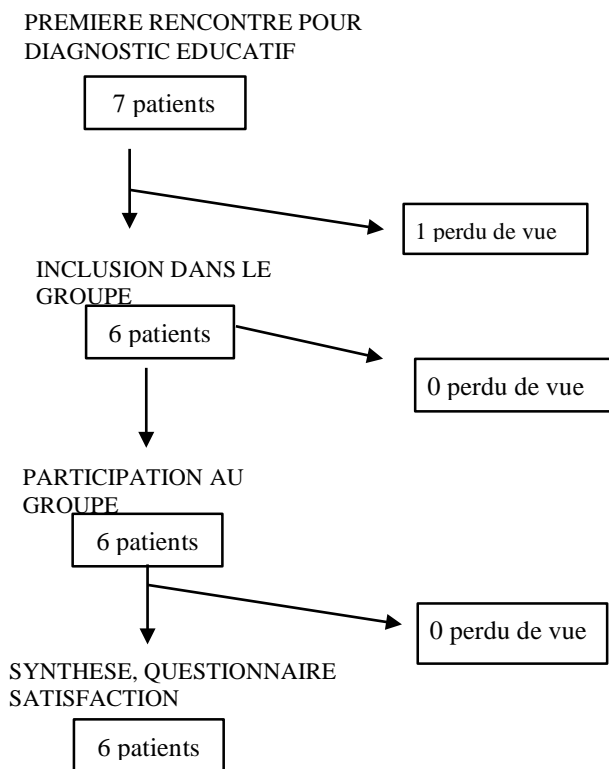 PREMIERE RENCONTRE POUR
DIAGNOSTIC EDUCATIF
7 patients
1 perdu de vue
INCLUSION DANS LE
GROUPE
6 patients
0 perdu de vue
PARTICIPATION AU
GROUPE
6 patients
0 perdu de vue
SYNTHESE, QUESTIONNAIRE
SATISFACTION
6 patients